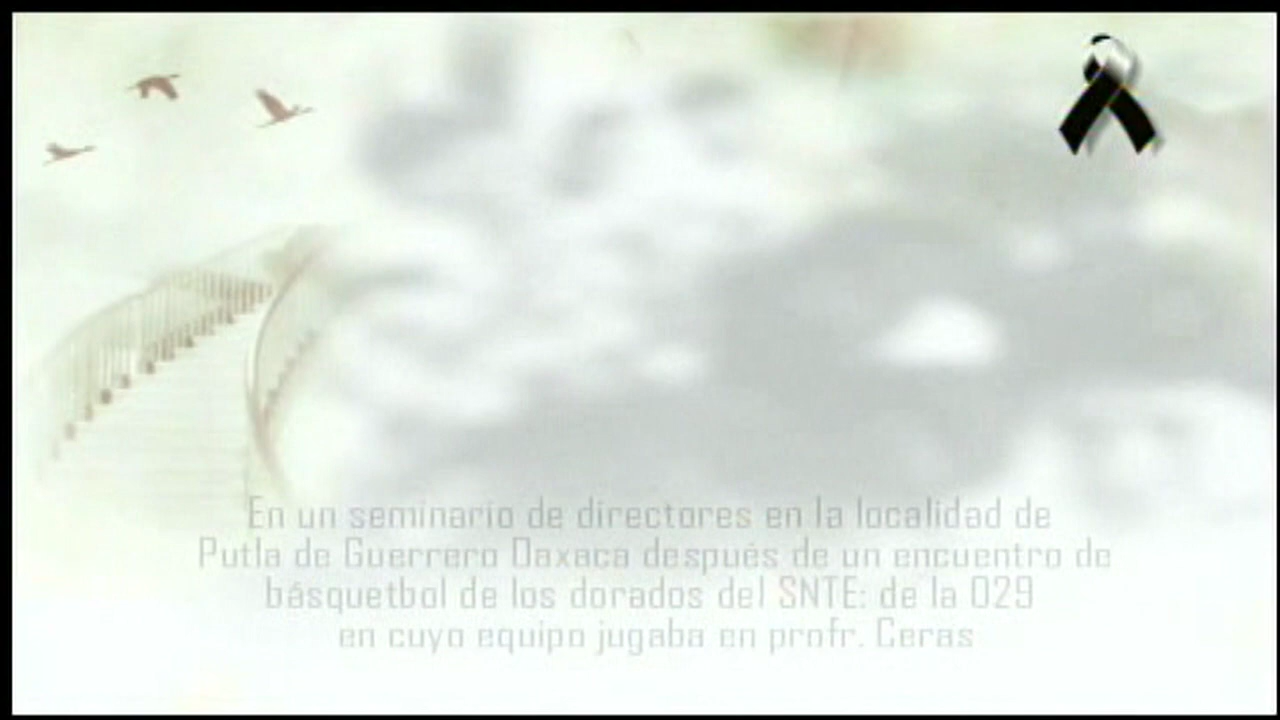 En un seminario de directores en la localidad de
Putla de Guerrero Oaxaca después de un encuentro de
básquetbol de los dorados del SNTE: de la 029
en cuyo equipo jugaba en profr. Ceras